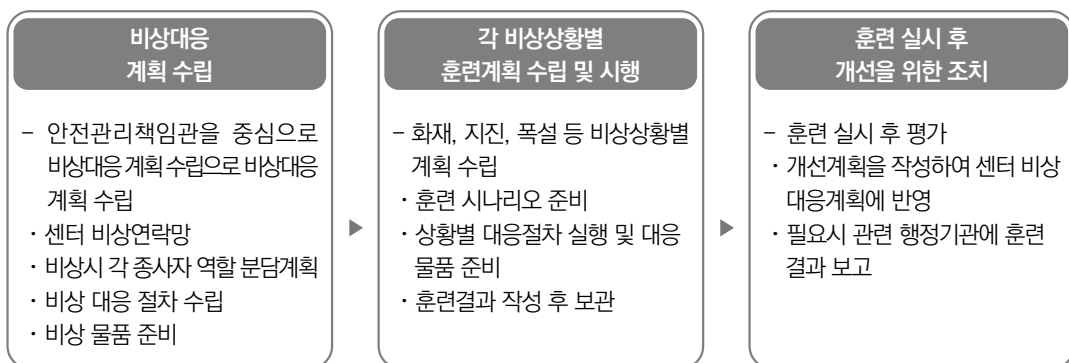 비상대응
계획 수립
- 안전관리책임관을 중심으로
비상대응 계획 수립으로 비상대응
계획 수립
· 센터 비상연락망
· 비상시 각 종사자 역할 분담계획
· 비상 대응 절차 수립
· 비상 물품 준비
▶
각 비상상황별
훈련계획 수립 및 시행
- 화재, 지진, 폭설 등 비상상황별
계획 수립
· 훈련 시나리오 준비
· 상황별 대응절차 실행 및 대응
물품 준비
· 훈련결과 작성 후 보관
▶
훈련 실시 후
개선을 위한 조치
- 훈련 실시 후 평가
· 개선계획을 작성하여 센터 비상
대응계획에 반영
· 필요시 관련 행정기관에 훈련
결과 보고